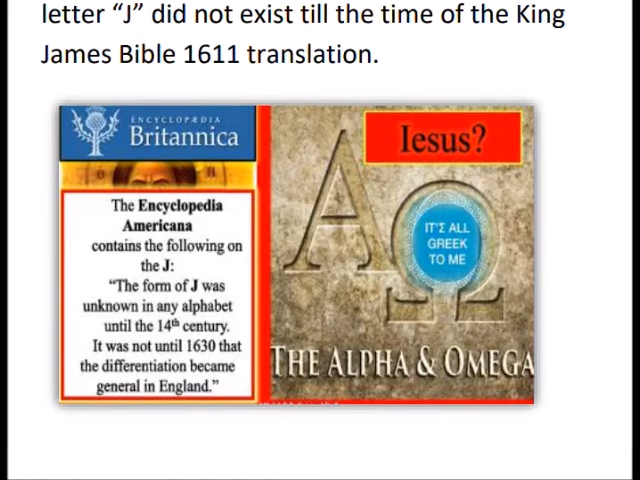 letter “J” did not exist till the time of the King
James Bible 1611 translation.
ENCYCLOPÆDIA
Britannica
The Encyclopedia
Americana
contains the following on
the J:
“The form of J was
unknown in any alphabet
until the 14th century.
It was not until 1630 that
the differentiation became
general in England.”
Iesus?
Α Ω
IT'Σ ALL
GREEK
TO ME
THE ALPHA & OMEGA